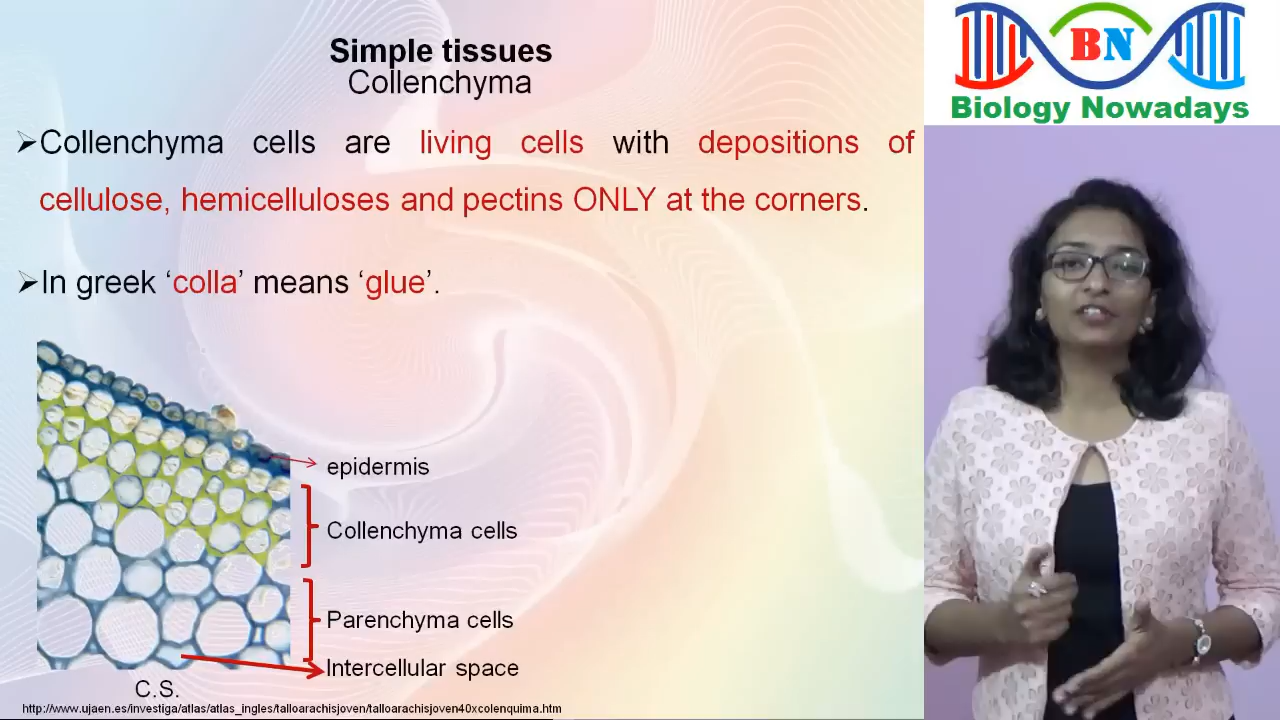 Simple tissues
Collenchyma
BN
Biology Nowadays
➢Collenchyma cells are living cells with depositions of
cellulose, hemicelluloses and pectins ONLY at the corners.
➢In greek ‘colla’ means ‘glue’.
epidermis
Collenchyma cells
Parenchyma cells
Intercellular space
C.S.
http://www.ujaen.es/investiga/atlas/atlas_ingles/talloarachisjoven/talloarachisjoven40xcolenquima.htm